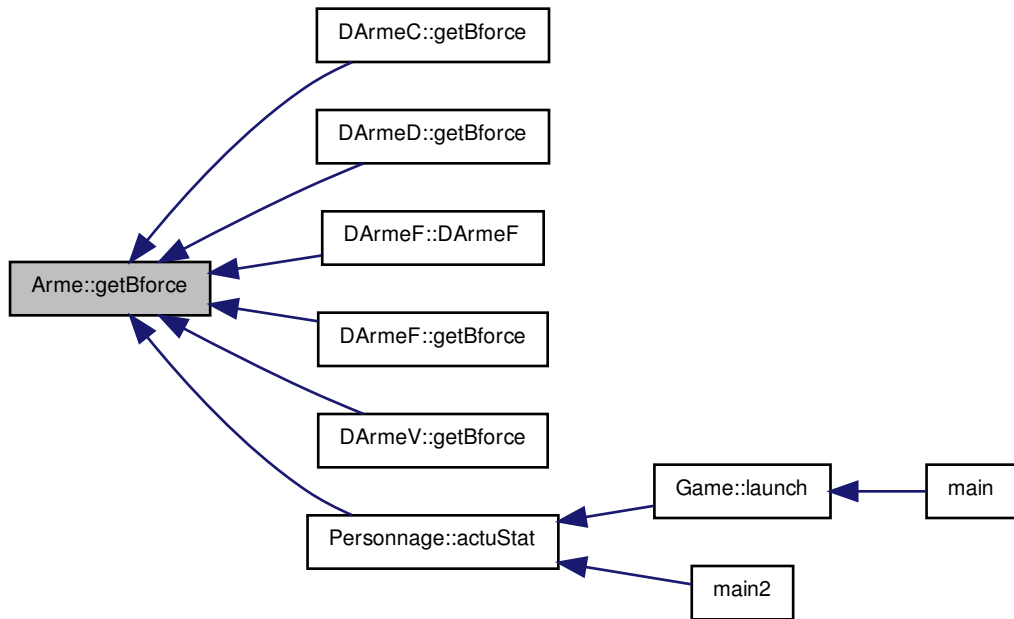 DArmeC::getBforce
DArmeD::getBforce
DArmeF::DArmeF
Arme::getBforce
DArmeF::getBforce
DArmeV::getBforce
Game::launch
main
Personnage::actuStat
main2